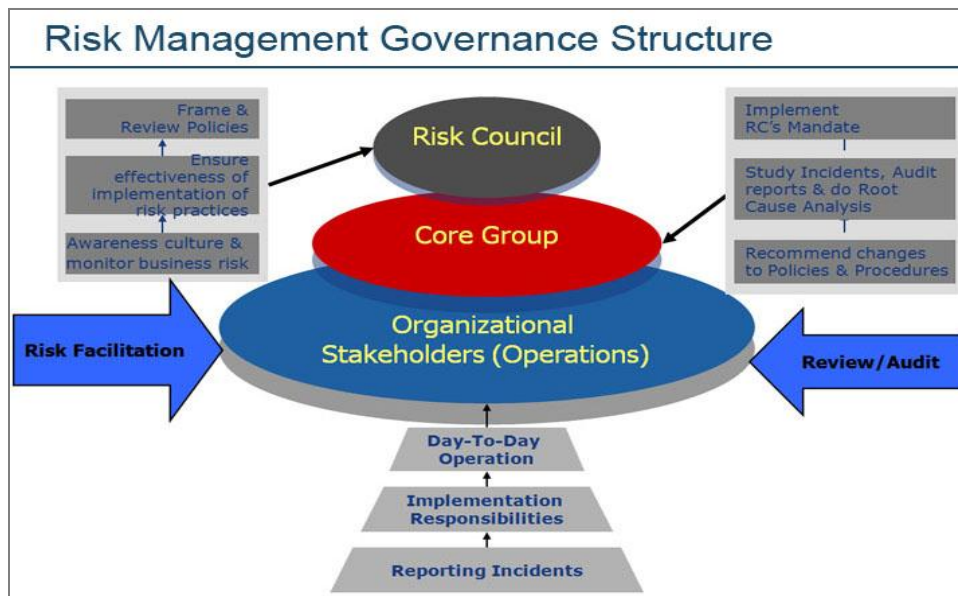 Risk Management Governance Structure
Frame &
Review Policies
Ensure
effectiveness of
implementation of
risk practices
Awareness culture &
monitor business risk
Risk Council
Implement
RC's Mandate
Study Incidents, Audit
reports & do Root
Cause Analysis
Recommend changes
to Policies & Procedures
Core Group
Organizational
Stakeholders (Operations)
Risk Facilitation
Review/Audit
Day-To-Day
Operation
Implementation
Responsibilities
Reporting Incidents